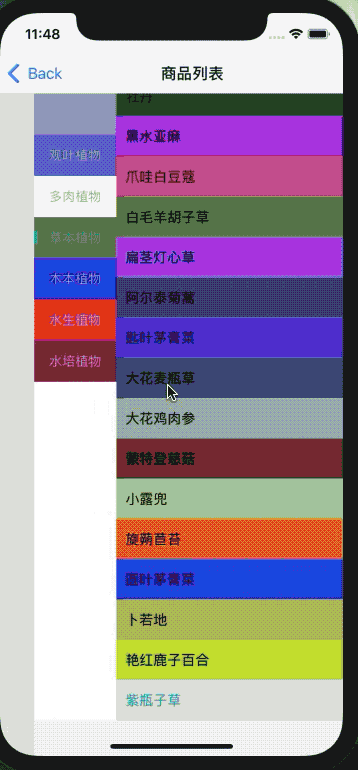 11:48
Back
商品列表
牡丹
黑水亚麻
爪哇白豆蔻
白毛羊胡子草
扁茎灯心草
阿尔泰菊蒿
匙叶茅膏菜
大花麦瓶草
大花鸡肉参
蒙特登慈菇
小露兜
旋蒴苣苔
圆叶茅膏菜
卜若地
艳红鹿子百合
紫瓶子草
观叶植物
多肉植物
草本植物
木本植物
水生植物
水培植物